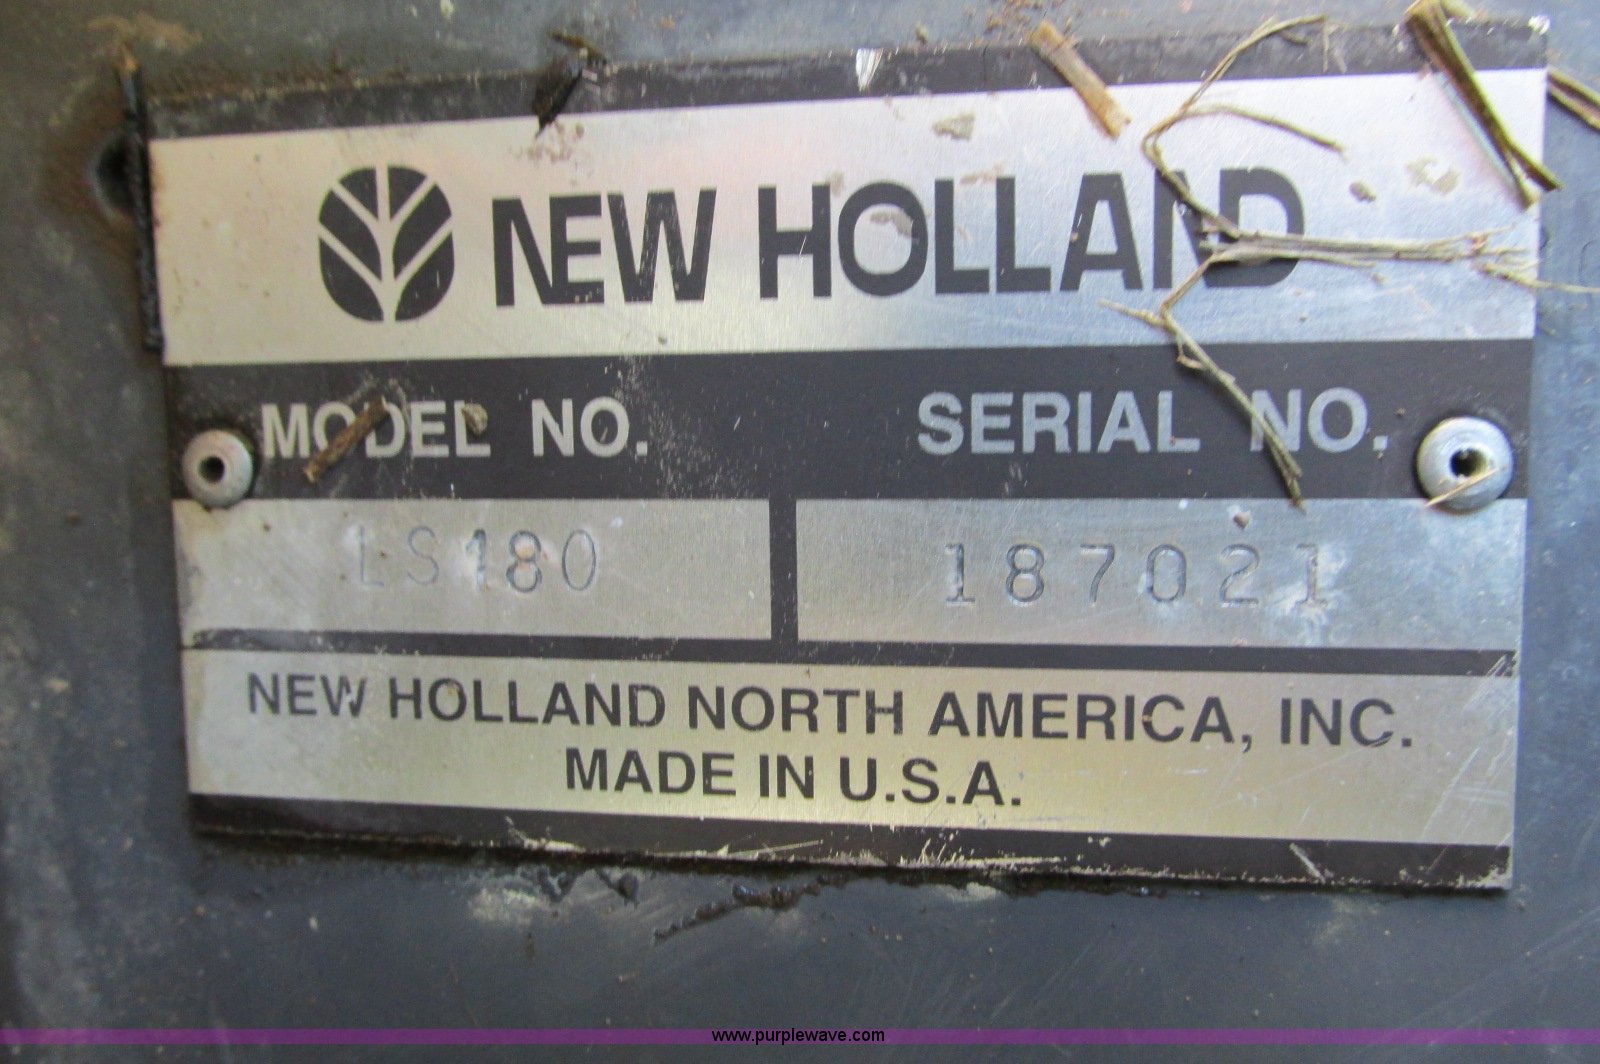 NEW HOLLAND
MODEL NO. SERIAL NO.
LS180 187021
NEW HOLLAND NORTH AMERICA, INC.
MADE IN U.S.A.
www.purplewave.com